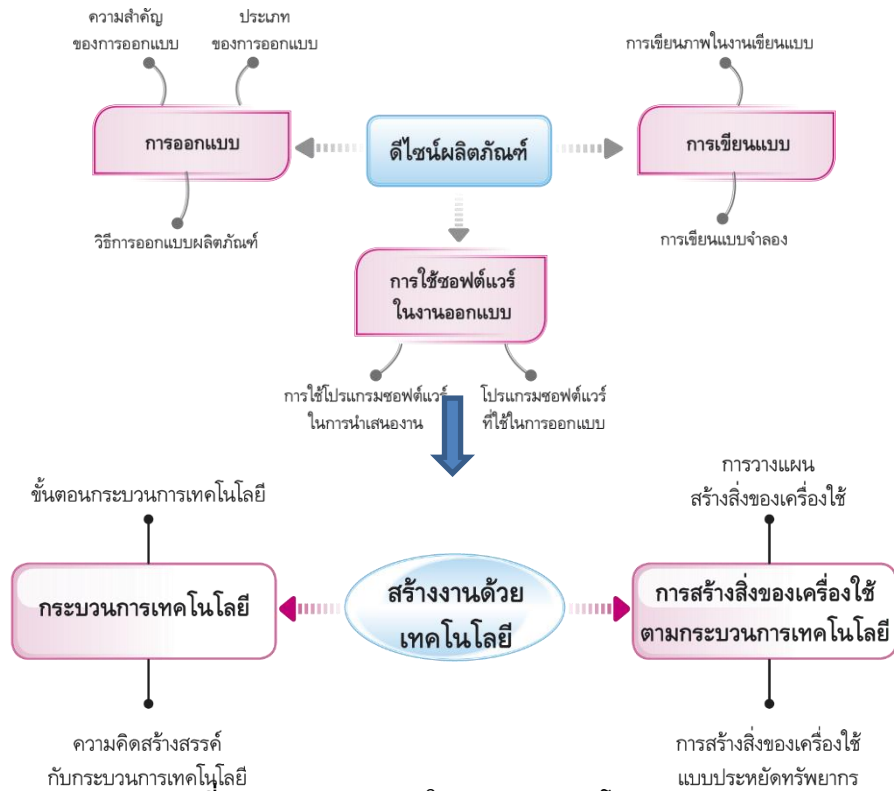 ความสำคัญ
ของการออกแบบ
ประเภท
ของการออกแบบ
การออกแบบ
วิธีการออกแบบผลิตภัณฑ์
ดีไซน์ผลิตภัณฑ์
การเขียนภาพในงานเขียนแบบ
การเขียนแบบ
การเขียนแบบจำลอง
การใช้ซอฟต์แวร์
ในงานออกแบบ
การใช้โปรแกรมซอฟต์แวร์
ในการนำเสนองาน
โปรแกรมซอฟต์แวร์
ที่ใช้ในการออกแบบ
ขั้นตอนกระบวนการเทคโนโลยี
กระบวนการเทคโนโลยี
ความคิดสร้างสรรค์
กับกระบวนการเทคโนโลยี
สร้างงานด้วย
เทคโนโลยี
การวางแผน
สร้างสิ่งของเครื่องใช้
การสร้างสิ่งของเครื่องใช้
ตามกระบวนการเทคโนโลยี
การสร้างสิ่งของเครื่องใช้
แบบประหยัดทรัพยากร